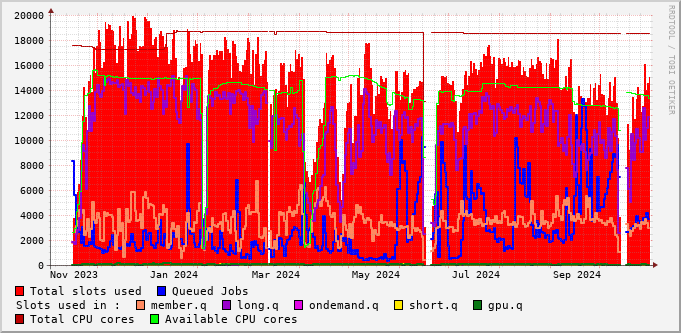 20000
18000
16000
14000
12000
10000
8000
6000
4000
2000
0
Nov 2023 Jan 2024 Mar 2024 May 2024 Jul 2024 Sep 2024
Total slots used Queued Jobs
Slots used in : member.q long.q ondemand.q short.q gpu.q
Total CPU cores Available CPU cores
RRDTOOL / TOBI OETIKER